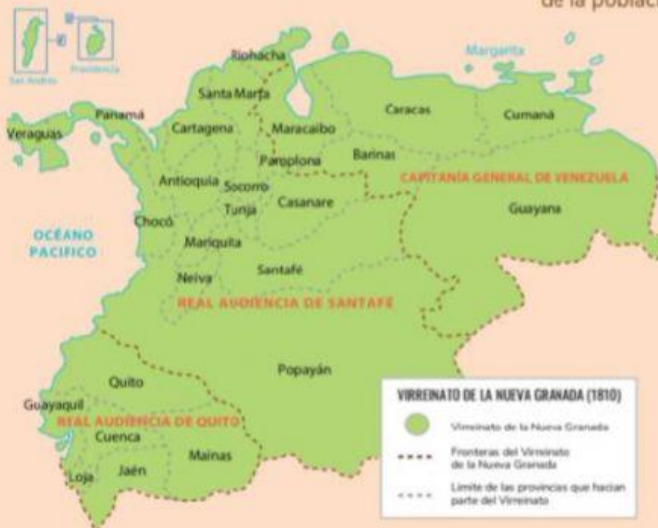 de la poblaci
San Andrés
Providencia
Riohacha
Margarita
Santa Marta
Caracas
Cumaná
Panamá
Veraguas
Cartagena
Maracaibo
Pamplona
Barinas
CAPITANÍA GENERAL DE VENEZUELA
Antioquia
Socorro
Casanare
Guayana
Tunja
Chocó
OCÉANO
PACIFICO
Mariquita
Neiva
Santafé
REAL AUDIENCIA DE SANTAFÉ
Popayán
Quito
Guayaquil
REAL AUDIENCIA DE QUITO
Cuenca
Mainas
Loja
Jaén
VIRREINATO DE LA NUEVA GRANADA (1810)
Virreinato de la Nueva Granada
Fronteras del Virreinato
de la Nueva Granada
Límite de las provincias que hacían
parte del Virreinato